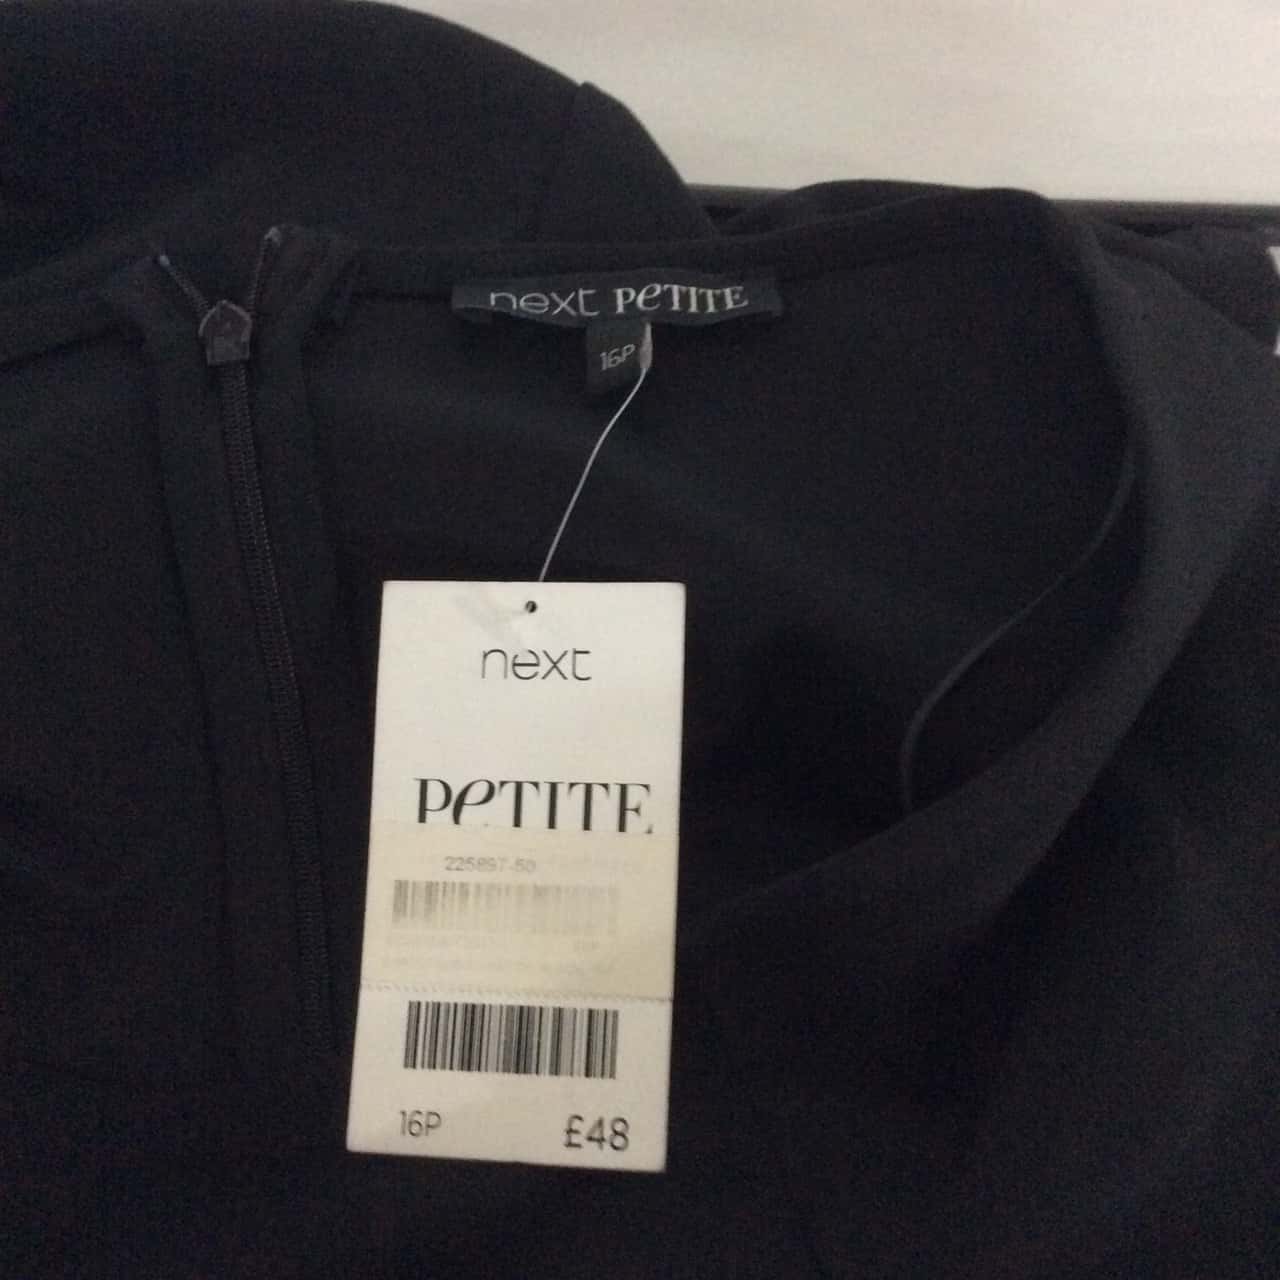 next PETITE
16P
next
PETITE
225897-50
16P £48